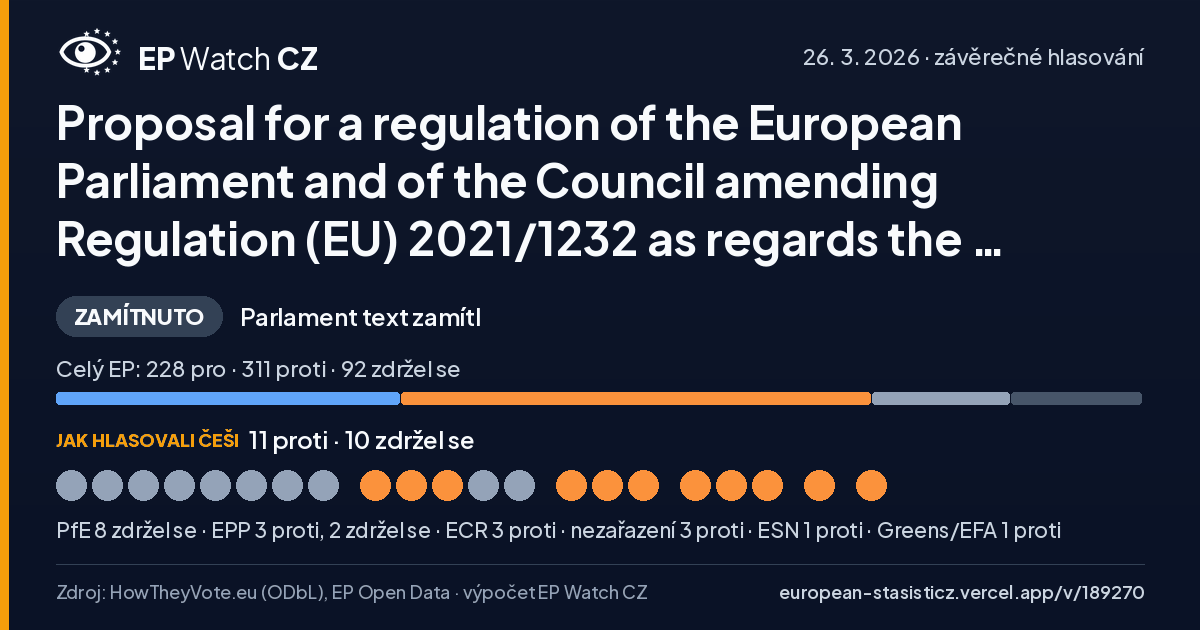 EP Watch CZ
26. 3. 2026 · závěrečné hlasování
Proposal for a regulation of the European
Parliament and of the Council amending
Regulation (EU) 2021/1232 as regards the ...
ZAMÍTNUTO Parlament text zamítl
Celý EP: 228 pro · 311 proti · 92 zdržel se
JAK HLASOVALI ČEŠI 11 proti · 10 zdržel se
PfE 8 zdržel se · EPP 3 proti, 2 zdržel se · ECR 3 proti · nezařazení 3 proti · ESN 1 proti · Greens/EFA 1 proti
Zdroj: HowTheyVote.eu (ODbL), EP Open Data · výpočet EP Watch CZ
european-stasisticz.vercel.app/v/189270